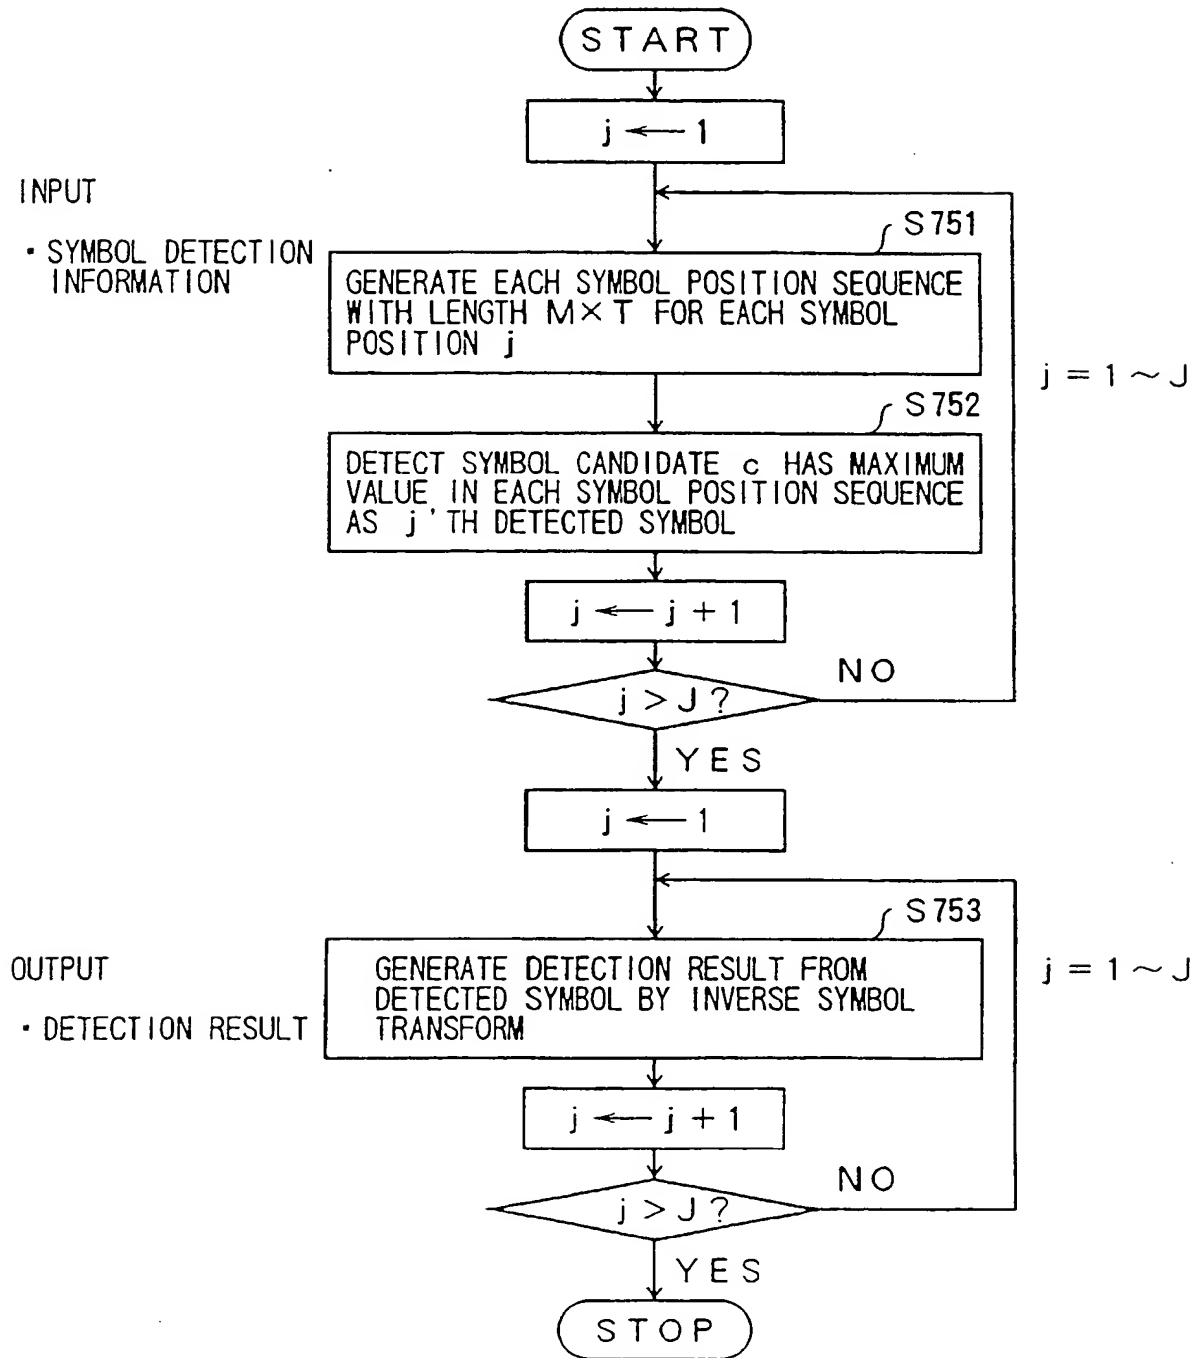 START
j ← 1
INPUT
・SYMBOL DETECTION
INFORMATION
S751
GENERATE EACH SYMBOL POSITION SEQUENCE
WITH LENGTH M×T FOR EACH SYMBOL
POSITION j
j = 1 ~ J
S752
DETECT SYMBOL CANDIDATE c HAS MAXIMUM
VALUE IN EACH SYMBOL POSITION SEQUENCE
AS j'TH DETECTED SYMBOL
j ← j + 1
j > J ?
NO
YES
j ← 1
S753
OUTPUT
・DETECTION RESULT
GENERATE DETECTION RESULT FROM
DETECTED SYMBOL BY INVERSE SYMBOL
TRANSFORM
j = 1 ~ J
j ← j + 1
j > J ?
NO
YES
STOP